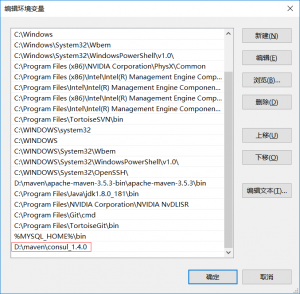 编辑环境变量
C:\Windows
C:\Windows\System32\Wbem
C:\Windows\System32\WindowsPowerShell\v1.0\
C:\Program Files (x86)\NVIDIA Corporation\PhysX\Common
C:\Program Files (x86)\Intel\Intel(R) Management Engine Comp...
C:\Program Files\Intel\Intel(R) Management Engine Component...
C:\Program Files (x86)\Intel\Intel(R) Management Engine Comp...
C:\Program Files\Intel\Intel(R) Management Engine Componen...
C:\Program Files\TortoiseSVN\bin
C:\WINDOWS\system32
C:\WINDOWS
C:\WINDOWS\System32\Wbem
C:\WINDOWS\System32\WindowsPowerShell\v1.0\
C:\WINDOWS\System32\OpenSSH\
D:\maven\apache-maven-3.5.3-bin\apache-maven-3.5.3\bin
C:\Program Files\Java\jdk1.8.0_181\bin
C:\Program Files\NVIDIA Corporation\NVIDIA NvDLISR
C:\Program Files\Git\cmd
C:\Program Files\TortoiseGit\bin
%MYSQL_HOME%\bin
D:\maven\consul_1.4.0
新建(N)
编辑(E)
浏览(B)...
删除(D)
上移(U)
下移(O)
编辑文本(T)...
确定
取消